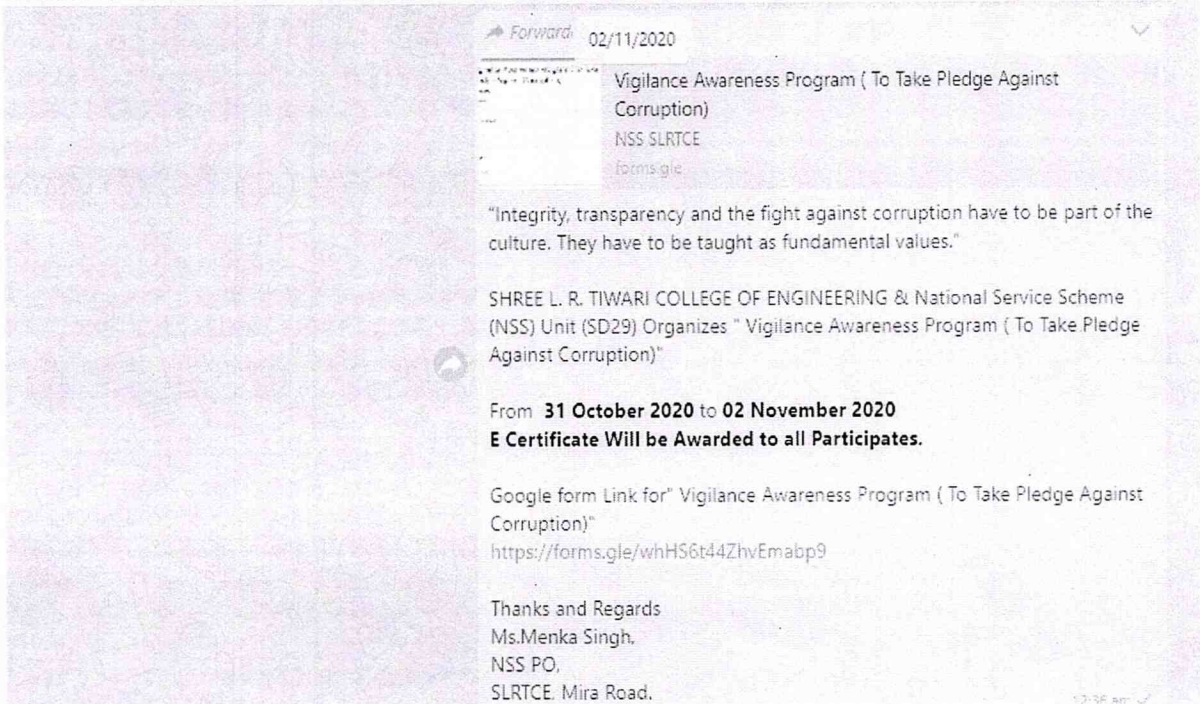 Forward
02/11/2020
Vigilance Awareness Program ( To Take Pledge Against
Corruption)
NSS SLRTCE
forms.gle
"Integrity, transparency and the fight against corruption have to be part of the
culture. They have to be taught as fundamental values."
SHREE L. R. TIWARI COLLEGE OF ENGINEERING & National Service Scheme
(NSS) Unit (SD29) Organizes " Vigilance Awareness Program ( To Take Pledge
Against Corruption)"
From 31 October 2020 to 02 November 2020
E Certificate Will be Awarded to all Participates.
Google form Link for" Vigilance Awareness Program ( To Take Pledge Against
Corruption)"
https://forms.gle/whHS6t44ZhvEmabp9
Thanks and Regards
Ms.Menka Singh,
NSS PO,
SLRTCE, Mira Road.
12:36 am